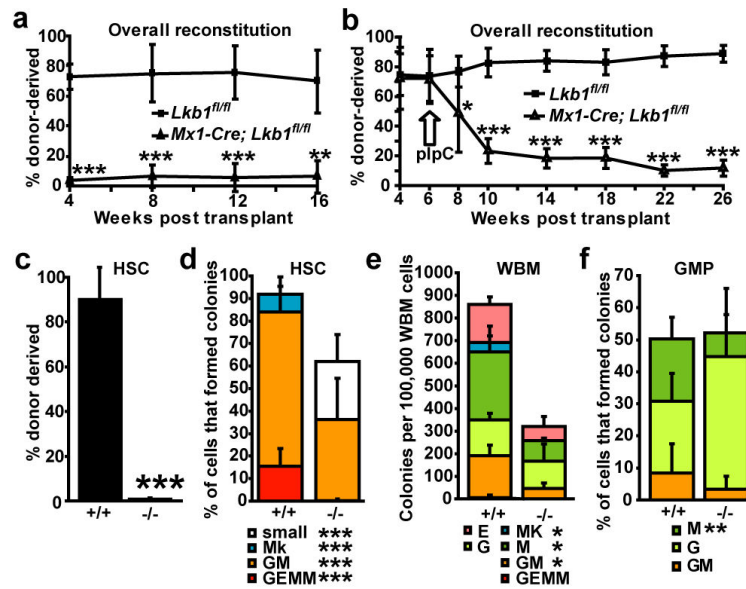 a
Overall reconstitution
% donor-derived
100
80
60
40
20
0
Lkb1fl/fl
Mx1-Cre; Lkb1fl/fl
***
***
***
**
4
8
12
16
Weeks post transplant
b
Overall reconstitution
% donor-derived
100
80
60
40
20
0
Lkb1fl/fl
Mx1-Cre; Lkb1fl/fl
pIpC
*
***
***
***
***
***
4
6
8
10
14
18
22
26
Weeks post transplant
c
HSC
% donor derived
100
80
60
40
20
0
***
+/+
-/-
d
HSC
% of cells that formed colonies
100
90
80
70
60
50
40
30
20
10
0
+/+
-/-
small ***
Mk ***
GM ***
GEMM ***
e
WBM
Colonies per 100,000 WBM cells
1000
900
800
700
600
500
400
300
200
100
0
+/+
-/-
E
G
MK *
M *
GM *
GEMM
f
GMP
% of cells that formed colonies
70
60
50
40
30
20
10
0
+/+
-/-
M **
G
GM